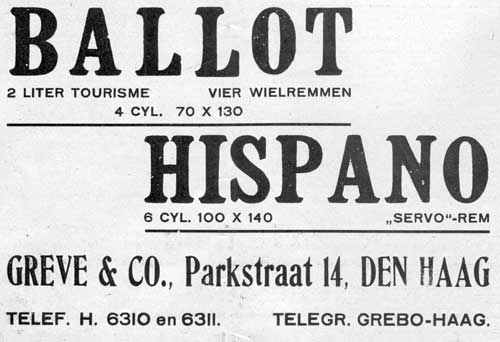 BALLOT
2 LITER TOURISME VIER WIELREMMEN
4 CYL. 70 X 130
HISPANO
6 CYL. 100 X 140 „SERVO“-REM
GREVE & CO., Parkstraat 14, DEN HAAG
TELEF. H. 6310 en 6311. TELEGR. GREBO-HAAG.